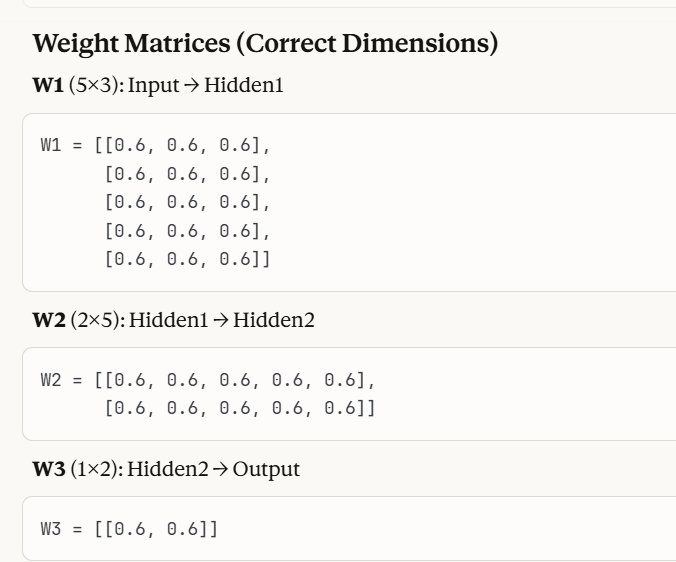 Weight Matrices (Correct Dimensions)
W1 (5×3): Input → Hidden1
W1 = [[0.6, 0.6, 0.6],
[0.6, 0.6, 0.6],
[0.6, 0.6, 0.6],
[0.6, 0.6, 0.6],
[0.6, 0.6, 0.6]]
W2 (2×5): Hidden1 → Hidden2
W2 = [[0.6, 0.6, 0.6, 0.6, 0.6],
[0.6, 0.6, 0.6, 0.6, 0.6]]
W3 (1×2): Hidden2 → Output
W3 = [[0.6, 0.6]]